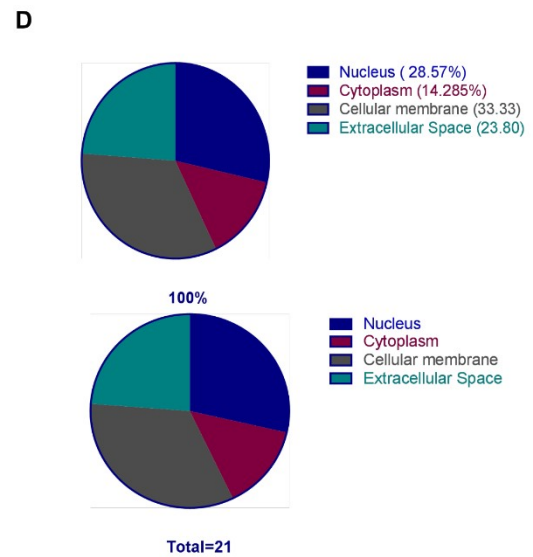 D
Nucleus ( 28.57%)
Cytoplasm (14.285%)
Cellular membrane (33.33)
Extracellular Space (23.80)
100%
Nucleus
Cytoplasm
Cellular membrane
Extracellular Space
Total=21